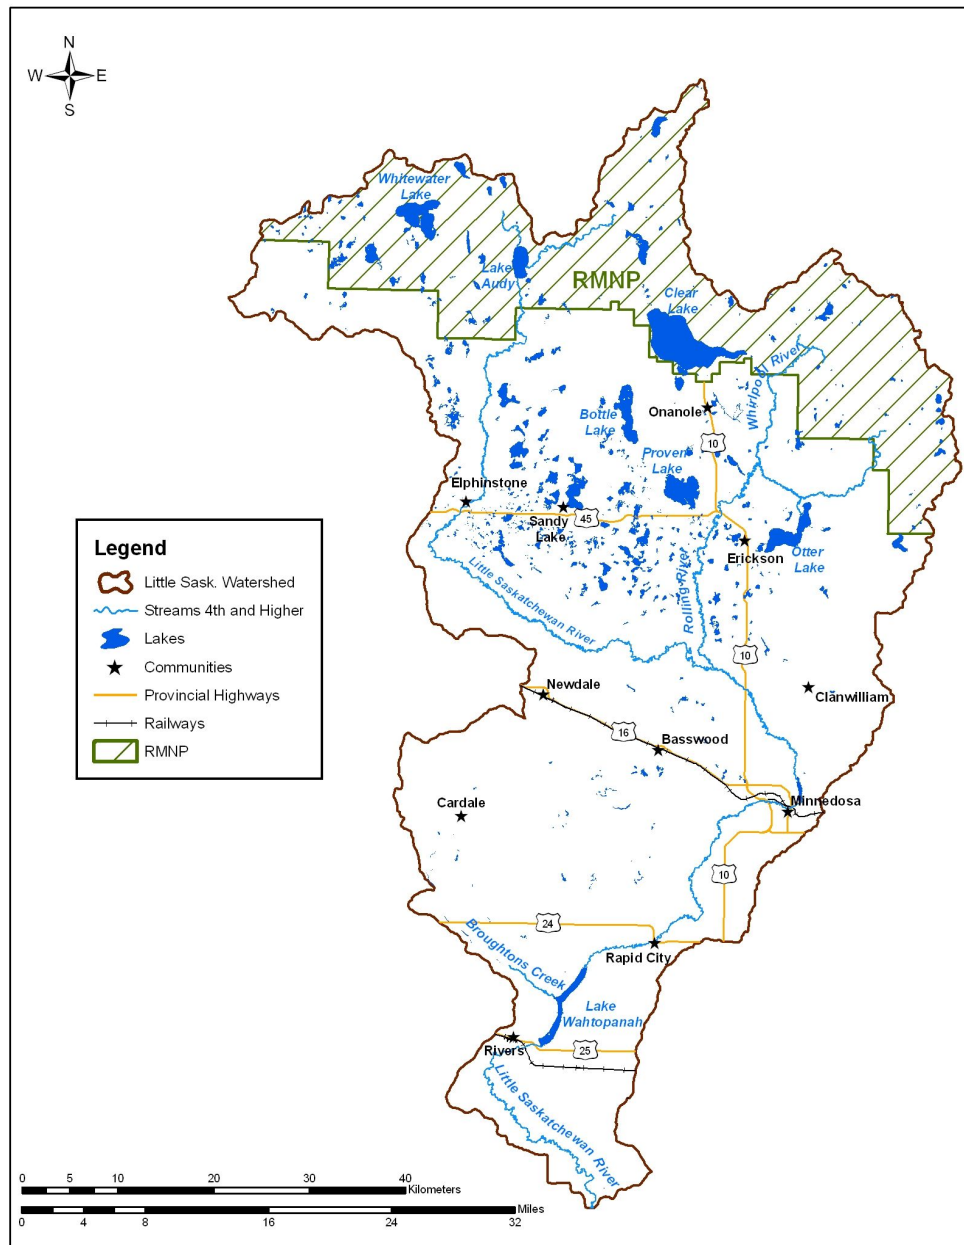 N
W
E
S
Whitewater
Lake
Lake
Audy
RMNP
Clear
Lake
Whirlpool River
Onanole
Bottle
Lake
10
Proven
Lake
Elphinstone
Sandy
Lake
45
Erickson
Otter
Lake
Little Saskatchewan River
Rolling River
10
Clanwilliam
Newdale
16
Basswood
Cardale
Minnedosa
10
24
Broughtons Creek
Rapid City
Lake
Wahtopanah
Rivers
25
Little Saskatchewan River
Legend
Little Sask. Watershed
Streams 4th and Higher
Lakes
Communities
Provincial Highways
Railways
RMNP
0 5 10 20 30 40
Kilometers
Miles
0 4 8 16 24 32